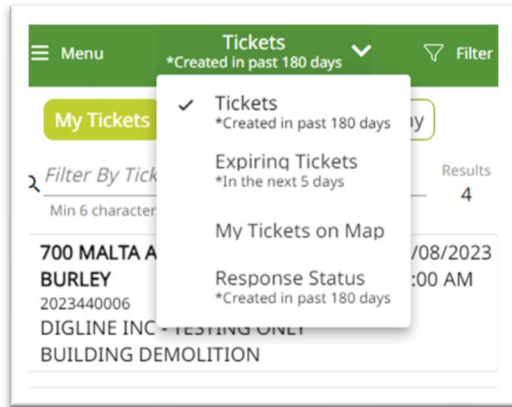 Menu
Tickets
*Created in past 180 days
Filter
My Tickets
Tickets
*Created in past 180 days
Expiring Tickets
*In the next 5 days
My Tickets on Map
Response Status
*Created in past 180 days
Filter By
Min 6
Results
4
700 MALTA
/08/2023
BURLEY
:00 AM
2023440006
DIGLINE INC - TESTING ONLY
BUILDING DEMOLITION